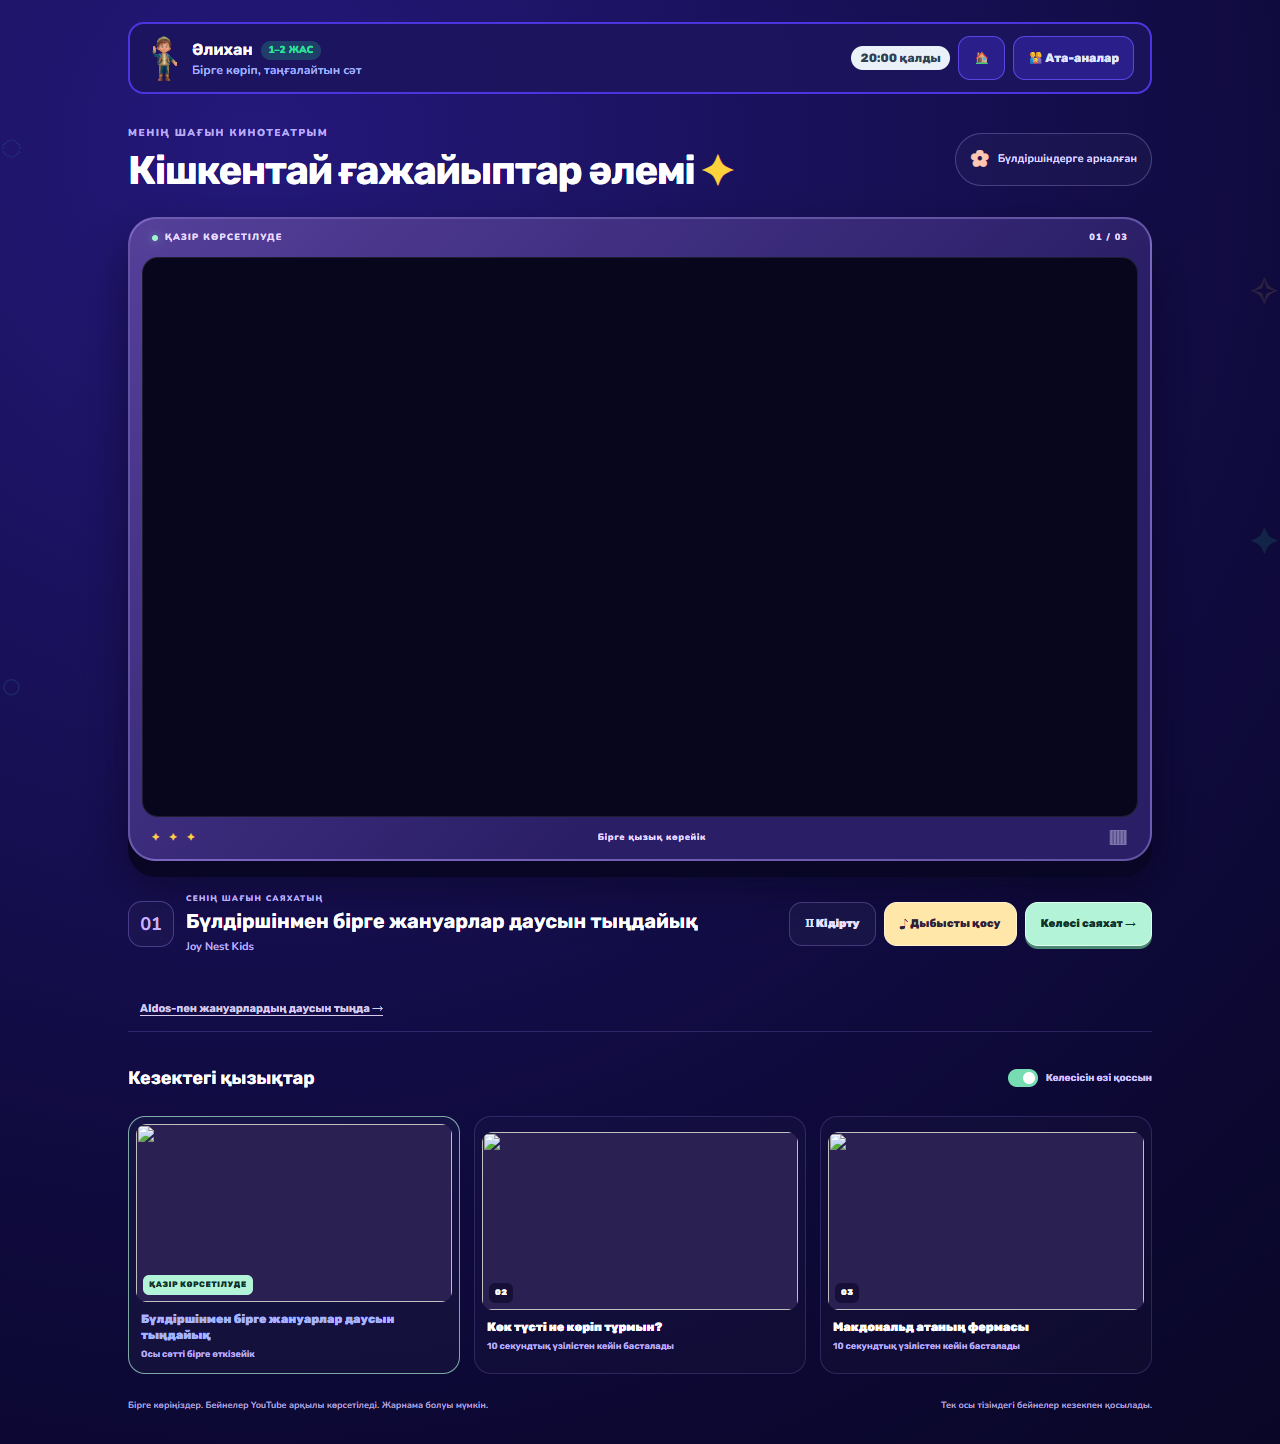 Әлихан 1–2 ЖАС
Бірге көріп, таңғалайтын сәт
20:00 қалды
Ата-аналар
МЕНІҢ ШАҒЫН КИНОТЕАТРЫМ
Кішкентай ғажайыптар әлемі
Бүлдіршіндерге арналған
ҚАЗІР КӨРСЕТІЛУДЕ
01 / 03
Бірге қызық көрейік
СЕНІҢ ШАҒЫН САЯХАТЫҢ
01
Бүлдіршінмен бірге жануарлар даусын тыңдайық
Joy Nest Kids
Кідірту
Дыбысты қосу
Келесі саяхат →
Aldos-пен жануарлардың даусын тыңда →
Кезектегі қызықтар
Келесісін өзі қоссын
ҚАЗІР КӨРСЕТІЛУДЕ
Бүлдіршінмен бірге жануарлар даусын
тыңдайық
Осы сәтті бірге өткізейік
02
Көк түсті не көріп тұрмын?
10 секундтық үзілістен кейін басталады
03
Макдональд атаның фермасы
10 секундтық үзілістен кейін басталады
Бірге көріңіздер. Бейнелер YouTube арқылы көрсетіледі. Жарнама болуы мүмкін.
Тек осы тізімдегі бейнелер кезекпен қосылады.